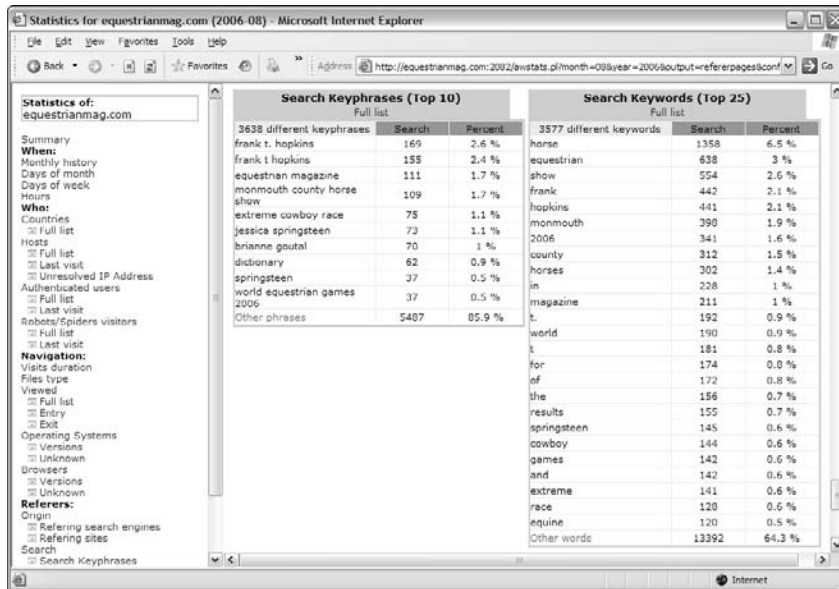 Statistics for equestrianmag.com (2006-08) - Microsoft Internet Explorer
File Edit View Favorites Tools Help
Back Favorites Address http://equestrianmag.com:2082/awstats.pl?month=08&year=2006&output=refererpages&conf Go
Statistics of:
equestrianmag.com
Summary
When:
Monthly history
Days of month
Days of week
Hours
Who:
Countries
Full list
Hosts
Full list
Last visit
Unresolved IP Address
Authenticated users
Full list
Last visit
Robots/Spiders visitors
Full list
Last visit
Navigation:
Visits duration
Files type
Viewed
Full list
Entry
Exit
Operating Systems
Versions
Unknown
Browsers
Versions
Unknown
Referers:
Origin
Refering search engines
Refering sites
Search
Search Keyphrases
Search Keyphrases (Top 10)
Full list
3638 different keyphrases Search Percent
frank t. hopkins 169 2.6 %
frank t hopkins 155 2.4 %
equestrian magazine 111 1.7 %
monmouth county horse
show 109 1.7 %
extreme cowboy race 75 1.1 %
jessica springsteen 73 1.1 %
brianne goutal 70 1 %
dictionary 62 0.9 %
springsteen 37 0.5 %
world equestrian games
2006 37 0.5 %
Other phrases 5487 85.9 %
Search Keywords (Top 25)
Full list
3577 different keywords Search Percent
horse 1358 6.5 %
equestrian 638 3 %
show 554 2.6 %
frank 442 2.1 %
hopkins 441 2.1 %
monmouth 398 1.9 %
2006 341 1.6 %
county 312 1.5 %
horses 302 1.4 %
in 228 1 %
magazine 211 1 %
t. 192 0.9 %
world 190 0.9 %
t 181 0.8 %
for 174 0.8 %
of 172 0.8 %
the 156 0.7 %
results 155 0.7 %
springsteen 145 0.6 %
cowboy 144 0.6 %
games 142 0.6 %
and 142 0.6 %
extreme 141 0.6 %
race 128 0.6 %
equine 120 0.5 %
Other words 13392 64.3 %
Internet